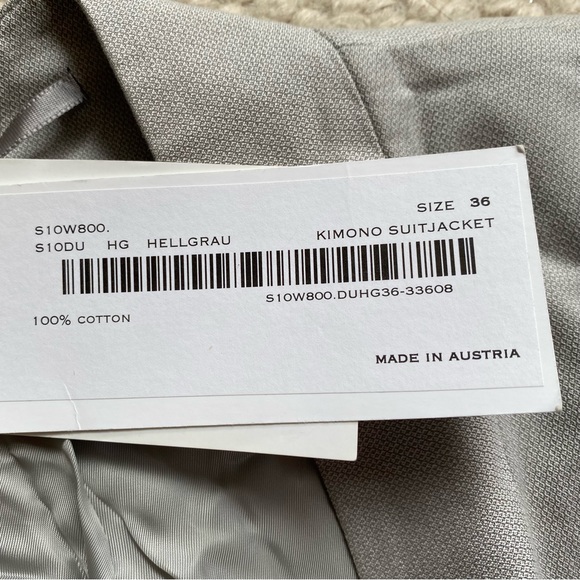 S10W800.
SIZE 36
S10DU HG HELLGRAU
KIMONO SUITJACKET
S10W800.DUHG36-33608
100% COTTON
MADE IN AUSTRIA